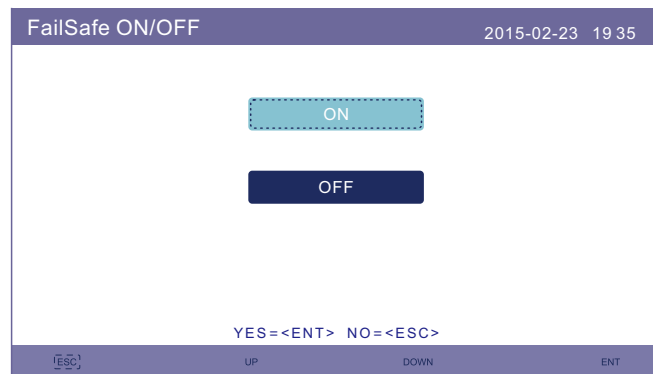 FailSafe ON/OFF 2015-02-23 19 35
ON
OFF
YES=<ENT> NO=<ESC>
ESC UP DOWN ENT